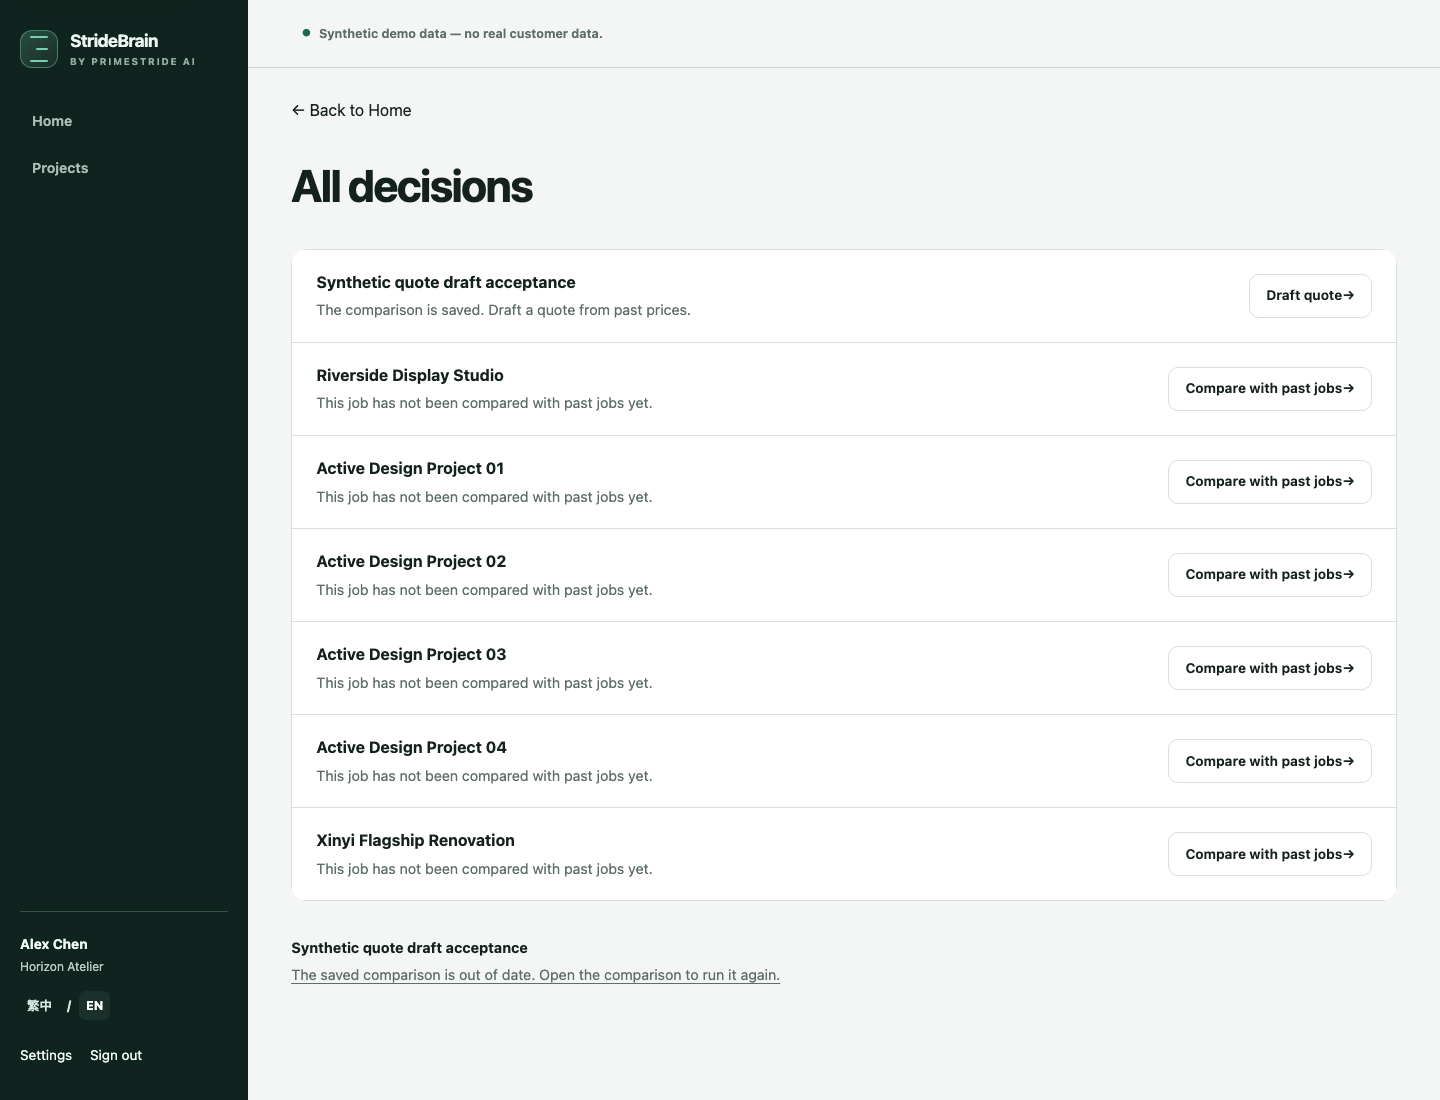 StrideBrain
BY PRIMESTRIDE AI
Home
Projects
Alex Chen
Horizon Atelier
繁中 / EN
Settings Sign out
Synthetic demo data — no real customer data.
← Back to Home
All decisions
Synthetic quote draft acceptance
The comparison is saved. Draft a quote from past prices.
Draft quote→
Riverside Display Studio
This job has not been compared with past jobs yet.
Compare with past jobs→
Active Design Project 01
This job has not been compared with past jobs yet.
Compare with past jobs→
Active Design Project 02
This job has not been compared with past jobs yet.
Compare with past jobs→
Active Design Project 03
This job has not been compared with past jobs yet.
Compare with past jobs→
Active Design Project 04
This job has not been compared with past jobs yet.
Compare with past jobs→
Xinyi Flagship Renovation
This job has not been compared with past jobs yet.
Compare with past jobs→
Synthetic quote draft acceptance
The saved comparison is out of date. Open the comparison to run it again.